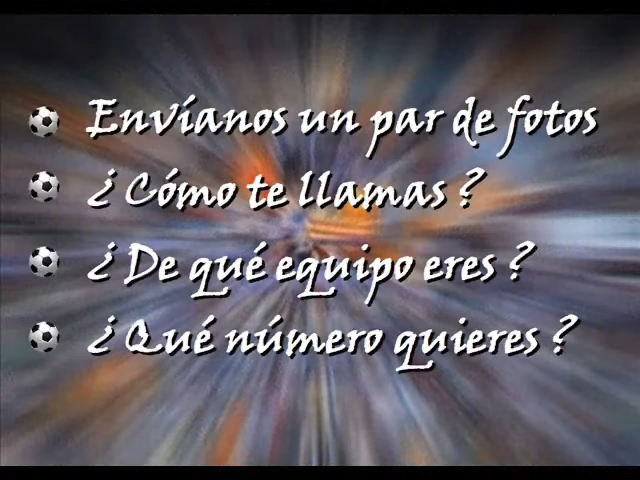 Envíanos un par de fotos
¿ Cómo te llamas ?
¿ De qué equipo eres ?
¿ Qué número quieres ?